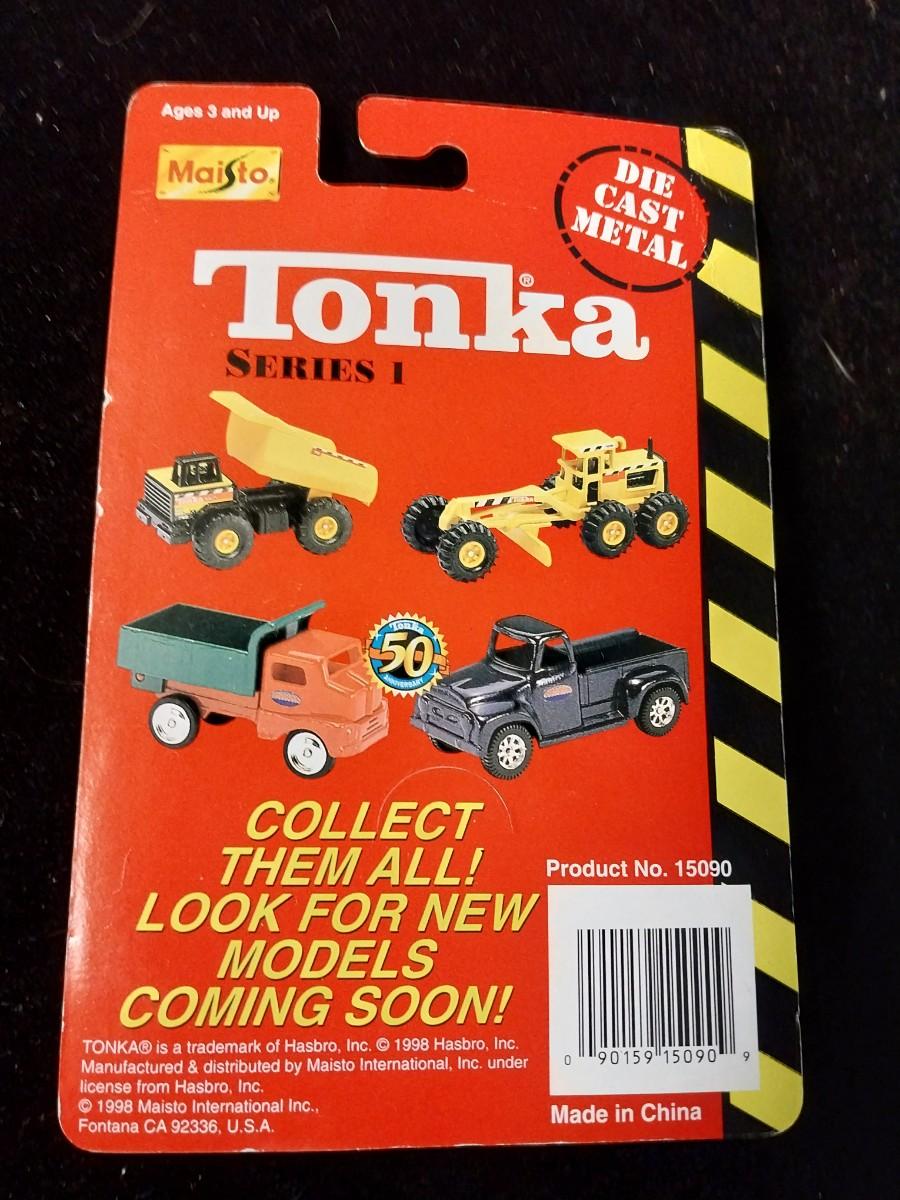 Ages 3 and Up
Maisto®
DIE
CAST
METAL
Tonka®
SERIES 1
Tonka
50
ANNIVERSARY
COLLECT
THEM ALL!
LOOK FOR NEW
MODELS
COMING SOON!
Product No. 15090
0 90159 15090 9
TONKA® is a trademark of Hasbro, Inc. © 1998 Hasbro, Inc.
Manufactured & distributed by Maisto International, Inc. under
license from Hasbro, Inc.
© 1998 Maisto International Inc.,
Fontana CA 92336, U.S.A.
Made in China